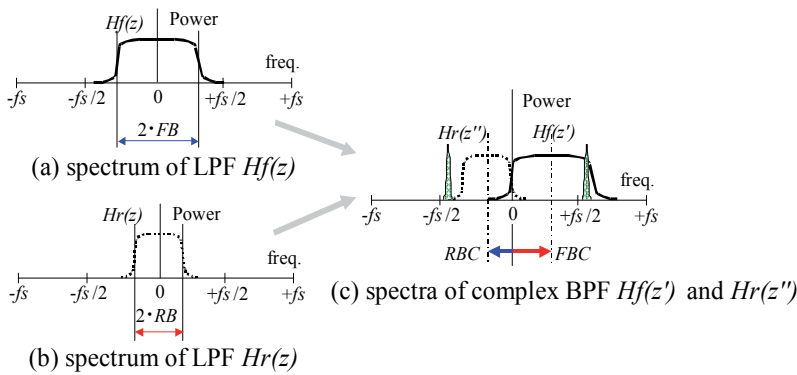 Hf(z) Power
freq.
-fs -fs/2 0 +fs/2 +fs
2・FB
(a) spectrum of LPF Hf(z)
Hr(z) Power
freq.
-fs -fs/2 0 +fs/2 +fs
2・RB
(b) spectrum of LPF Hr(z)
Power
Hr(z'') Hf(z')
freq.
-fs -fs/2 0 +fs/2 +fs
RBC FBC
(c) spectra of complex BPF Hf(z') and Hr(z'')